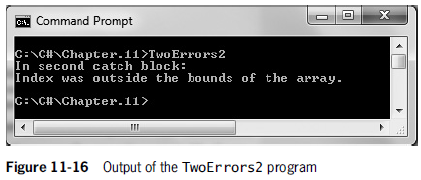 C:\. Command Prompt
C:\C#\Chapter.11>TwoErrors2
In second catch block:
Index was outside the bounds of the array.
C:\C#\Chapter.11>
Figure 11-16 Output of the TwoErrors2 program